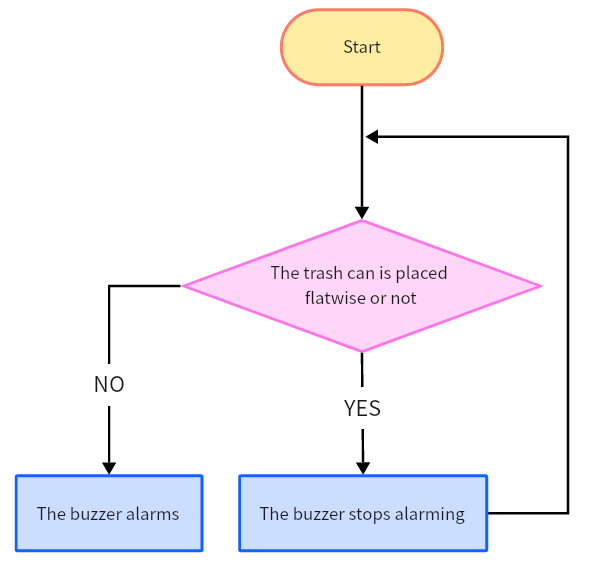 Start
The trash can is placed
flatwise or not
NO
YES
The buzzer alarms
The buzzer stops alarming